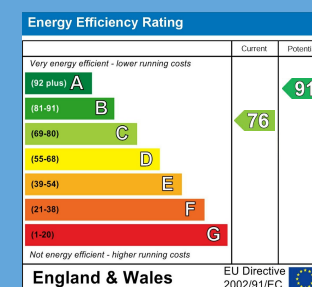 Energy Efficiency Rating
Current
Potenti
Very energy efficient - lower running costs
(92 plus) A
(81-91) B
91
(69-80) C
76
(55-68) D
(39-54) E
(21-38) F
(1-20) G
Not energy efficient - higher running costs
England & Wales
EU Directive
2002/91/EC